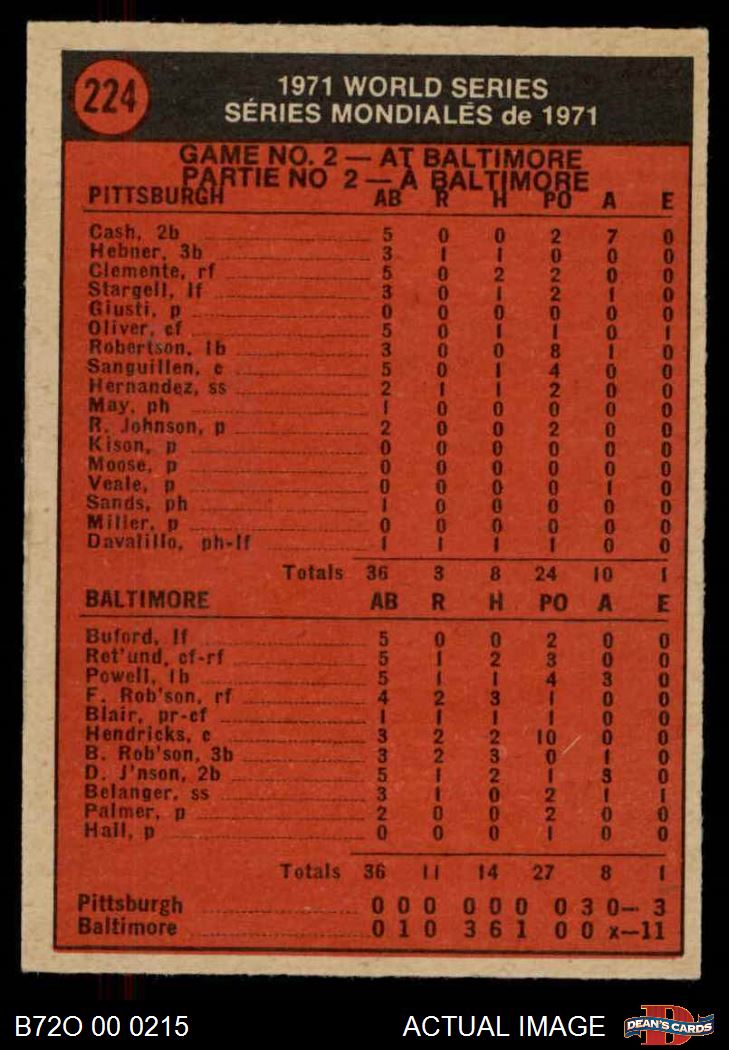 224
1971 WORLD SERIES
SÉRIES MONDIALÉS de 1971
GAME NO. 2 — AT BALTIMORE
PARTIE NO 2 — À BALTIMORE
PITTSBURGH AB R H PO A E
Cash, 2b 5 0 0 2 7 0
Hebner, 3b 3 1 1 0 0 0
Clemente, rf 5 0 2 2 0 0
Stargell, lf 3 0 1 2 1 0
Giusti, p 0 0 0 0 0 0
Oliver, cf 5 0 1 1 0 1
Robertson, 1b 3 0 0 8 1 0
Sanguillen, c 5 0 1 4 0 0
Hernandez, ss 2 1 1 2 0 0
May, ph 1 0 0 0 0 0
R. Johnson, p 2 0 0 2 0 0
Kison, p 0 0 0 0 0 0
Moose, p 0 0 0 0 0 0
Veale, p 0 0 0 0 1 0
Sands, ph 1 0 0 0 0 0
Miller, p 0 0 0 0 0 0
Davalillo, ph-lf 1 1 1 1 0 0
Totals 36 3 8 24 10 1
BALTIMORE AB R H PO A E
Buford, lf 5 0 0 2 0 0
Ret'und, cf-rf 5 1 2 3 0 0
Powell, 1b 5 1 1 4 3 0
F. Rob'son, rf 4 2 3 1 0 0
Blair, pr-cf 1 1 1 1 0 0
Hendricks, c 3 2 2 10 0 0
B. Rob'son, 3b 3 2 3 0 1 0
D. J'nson, 2b 5 1 2 1 3 0
Belanger, ss 3 1 0 2 1 1
Palmer, p 2 0 0 2 0 0
Hall, p 0 0 0 1 0 0
Totals 36 11 14 27 8 1
Pittsburgh 0 0 0 0 0 0 0 3 0— 3
Baltimore 0 1 0 3 6 1 0 0 x—11
B72O 00 0215 ACTUAL IMAGE D DEAN'S CARDS